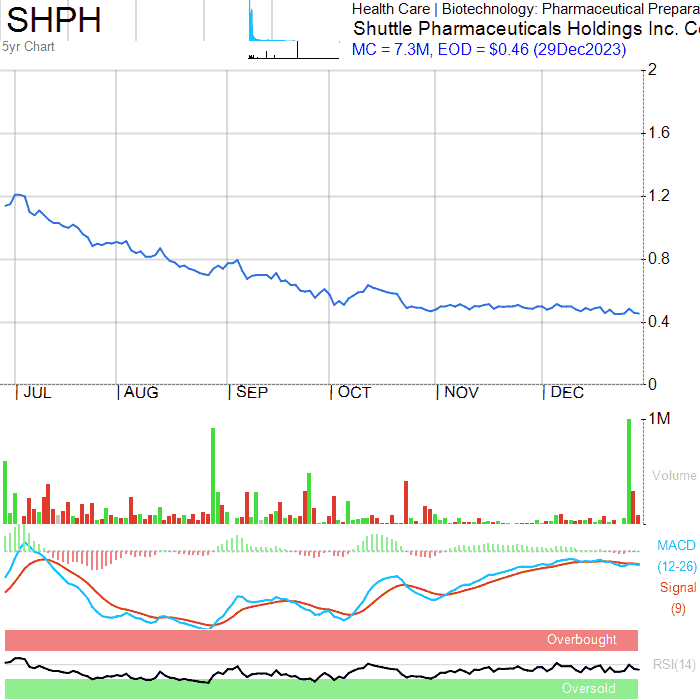 SHPH
5yr Chart
Health Care | Biotechnology: Pharmaceutical Prepara
Shuttle Pharmaceuticals Holdings Inc. Co
MC = 7.3M, EOD = $0.46 (29Dec2023)
2
1.6
1.2
0.8
0.4
0
JUL AUG SEP OCT NOV DEC
1M
Volume
MACD
(12-26)
Signal
(9)
Overbought
RSI(14)
Oversold